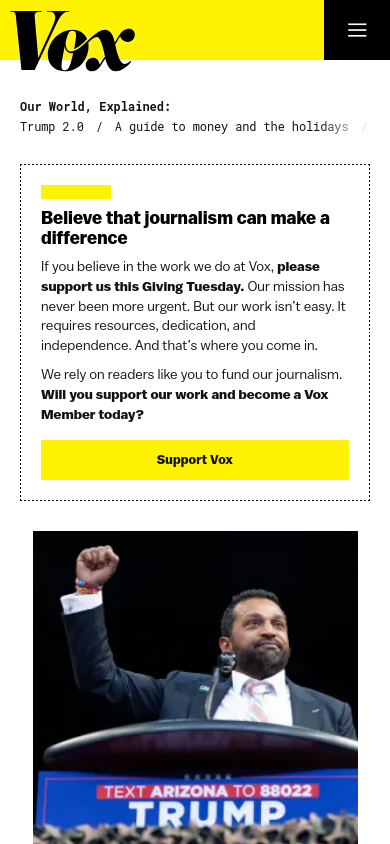 Vox
Our World, Explained:
Trump 2.0 / A guide to money and the holidays /
Believe that journalism can make a
difference
If you believe in the work we do at Vox, please
support us this Giving Tuesday. Our mission has
never been more urgent. But our work isn’t easy. It
requires resources, dedication, and
independence. And that’s where you come in.
We rely on readers like you to fund our journalism.
Will you support our work and become a Vox
Member today?
Support Vox
TEXT ARIZONA TO 88022
TRUMP